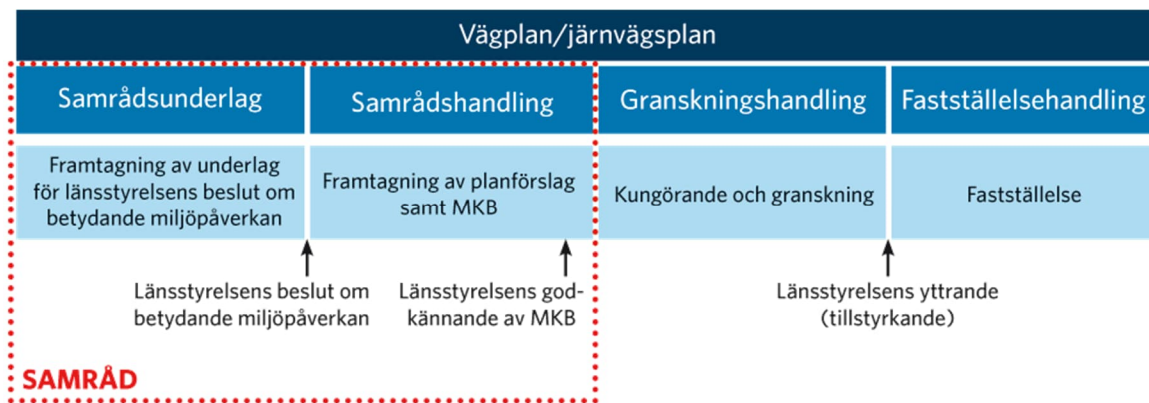 Vägplan/järnvägsplan
Samrådsunderlag
Samrådshandling
Granskningshandling
Fastställelsehandling
Framtagning av underlag
för länsstyrelsens beslut om
betydande miljöpåverkan
Framtagning av planförslag
samt MKB
Kungörande och granskning
Fastställelse
Länsstyrelsens beslut om
betydande miljöpåverkan
Länsstyrelsens god-
kännande av MKB
Länsstyrelsens yttrande
(tillstyrkande)
SAMRÅD